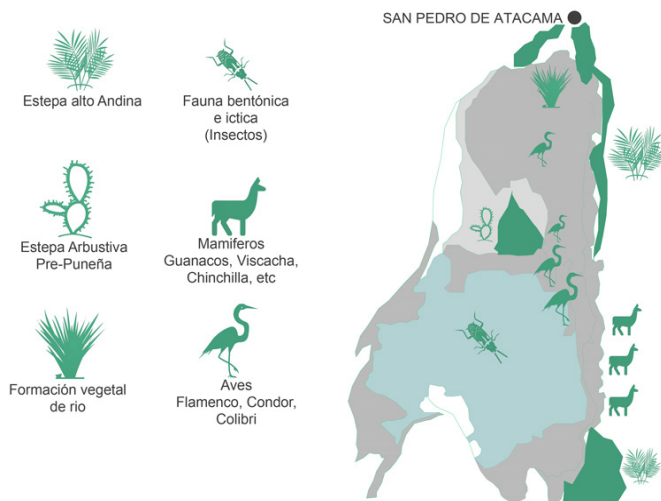 SAN PEDRO DE ATACAMA
Estepa alto Andina
Fauna bentónica
e ictica
(Insectos)
Estepa Arbustiva
Pre-Puneña
Mamiferos
Guanacos, Viscacha,
Chinchilla, etc
Formación vegetal
de rio
Aves
Flamenco, Condor,
Colibri